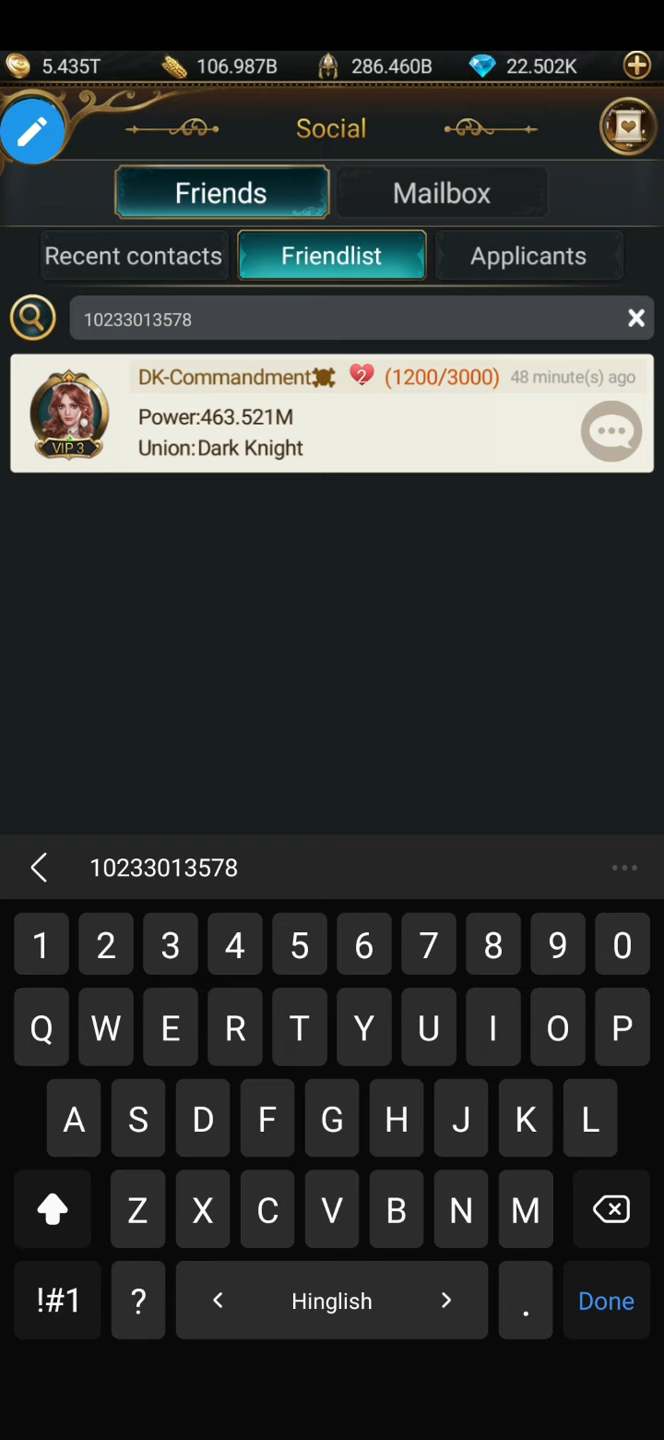 5.435T 106.987B 286.460B 22.502K
Social
Friends Mailbox
Recent contacts Friendlist Applicants
10233013578
DK-Commandment 2 (1200/3000) 48 minute(s) ago
Power:463.521M
VIP 3
Union:Dark Knight
10233013578
1 2 3 4 5 6 7 8 9 0
Q W E R T Y U I O P
A S D F G H J K L
Z X C V B N M
!#1 ? < Hinglish > . Done